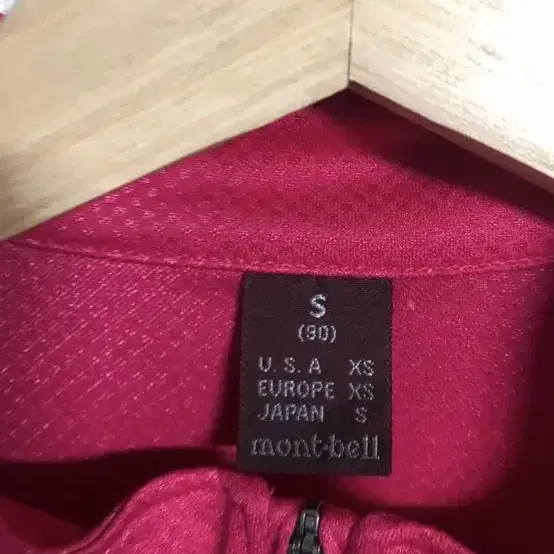 S
(90)
U.S.A XS
EUROPE XS
JAPAN S
mont-bell